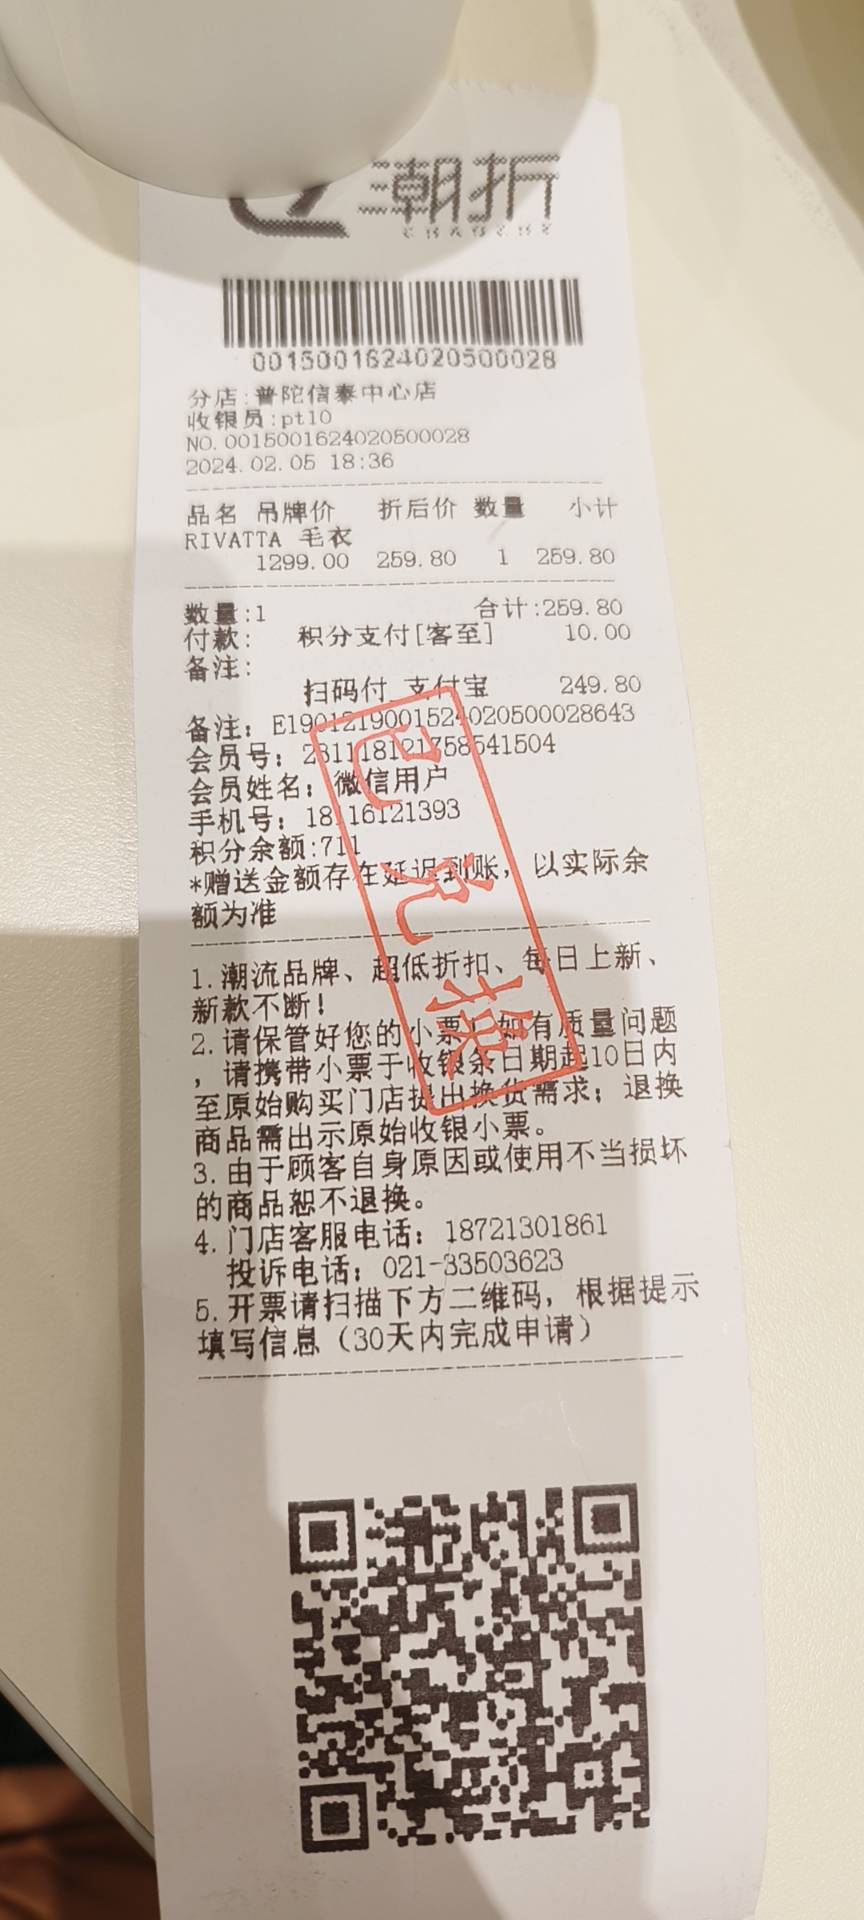 潮折
CHAOZHE
0015001624020500028
分店:普陀信泰中心店
收银员:pt10
NO.0015001624020500028
2024.02.05 18:36
品名 吊牌价 折后价 数量 小计
RIVATTA 毛衣
1299.00 259.80 1 259.80
数量:1 合计:259.80
付款: 积分支付[客至] 10.00
备注:
扫码付 支付宝 249.80
备注: E1901219001524020500028643
会员号: 231118121758541504
会员姓名: 微信用户
手机号: 18116121393
积分余额:711
*赠送金额存在延迟到账, 以实际余
额为准
已兑换
1.潮流品牌、超低折扣、每日上新、
新款不断!
2.请保管好您的小票!如有质量问题
, 请携带小票于收银条日期起10日内
至原始购买门店提出换货需求; 退换
商品需出示原始收银小票。
3.由于顾客自身原因或使用不当损坏
的商品恕不退换。
4.门店客服电话: 18721301861
投诉电话: 021-33503623
5.开票请扫描下方二维码, 根据提示
填写信息 (30天内完成申请)